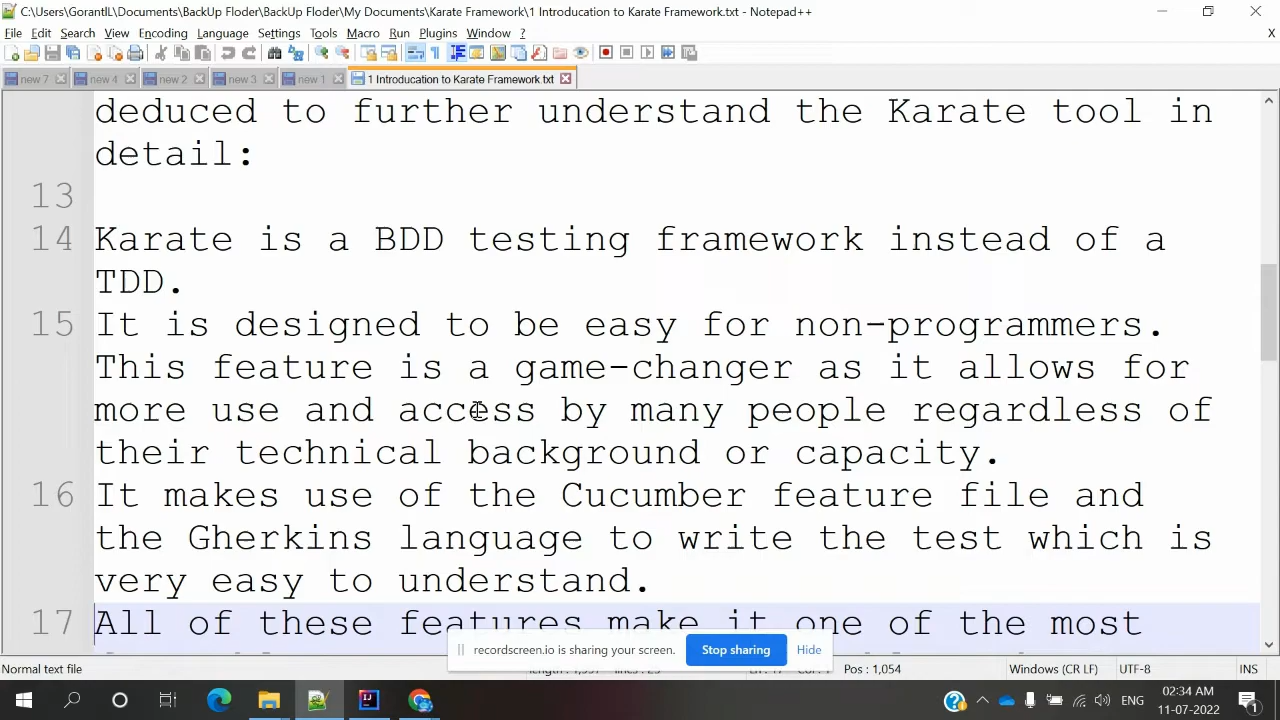 C:\Users\GorantlL\Documents\BackUp Floder\BackUp Floder\My Documents\Karate Framework\1 Introducation to Karate Framework.txt - Notepad++
File Edit Search View Encoding Language Settings Tools Macro Run Plugins Window ? X
new 7 new 4 new 2 new 3 new 1 1 Introducation to Karate Framework.txt
deduced to further understand the Karate tool in
detail:
13
14 Karate is a BDD testing framework instead of a
TDD.
15 It is designed to be easy for non-programmers.
This feature is a game-changer as it allows for
more use and access by many people regardless of
their technical background or capacity.
16 It makes use of the Cucumber feature file and
the Gherkins language to write the test which is
very easy to understand.
17 All of these features make it one of the most
recordscreen.io is sharing your screen. Stop sharing Hide
Normal text file Pos : 1,054 Windows (CR LF) UTF-8 INS
ENG 02:34 AM
11-07-2022 1